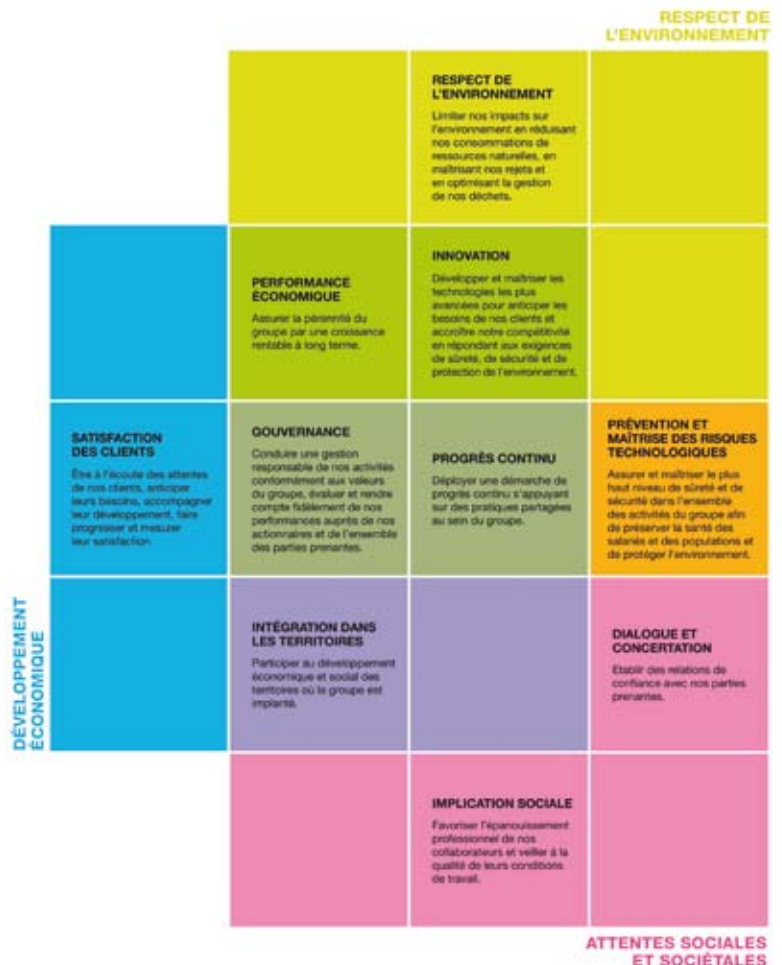 RESPECT DE
L'ENVIRONNEMENT
RESPECT DE
L'ENVIRONNEMENT
Limiter nos impacts sur
l'environnement en réduisant
nos consommations de
ressources naturelles, en
maîtrisant nos rejets et
en optimisant la gestion
de nos déchets.
PERFORMANCE
ÉCONOMIQUE
Assurer la pérennité du
groupe par une croissance
rentable à long terme.
INNOVATION
Développer et maîtriser les
technologies les plus
avancées pour anticiper les
besoins de nos clients et
accroître notre compétitivité
en répondant aux exigences
de sûreté, de sécurité et de
protection de l'environnement.
SATISFACTION
DES CLIENTS
Être à l'écoute des attentes
de nos clients, anticiper
leurs besoins, accompagner
leur développement, faire
progresser et mesurer
leur satisfaction.
GOUVERNANCE
Conduire une gestion
responsable de nos activités
conformément aux valeurs
du groupe, évaluer et rendre
compte fidèlement de nos
performances auprès de nos
actionnaires et de l'ensemble
des parties prenantes.
PROGRÈS CONTINU
Déployer une démarche de
progrès continu s'appuyant
sur des pratiques partagées
au sein du groupe.
PRÉVENTION ET
MAÎTRISE DES RISQUES
TECHNOLOGIQUES
Assurer et maîtriser le plus
haut niveau de sûreté et de
sécurité dans l'ensemble
des activités du groupe afin
de préserver la santé des
salariés et des populations et
de protéger l'environnement.
DÉVELOPPEMENT
ÉCONOMIQUE
INTÉGRATION DANS
LES TERRITOIRES
Participer au développement
économique et social des
territoires où le groupe est
implanté.
DIALOGUE ET
CONCERTATION
Etablir des relations de
confiance avec nos parties
prenantes.
IMPLICATION SOCIALE
Favoriser l'épanouissement
professionnel de nos
collaborateurs et veiller à la
qualité de leurs conditions
de travail.
ATTENTES SOCIALES
ET SOCIÉTALES